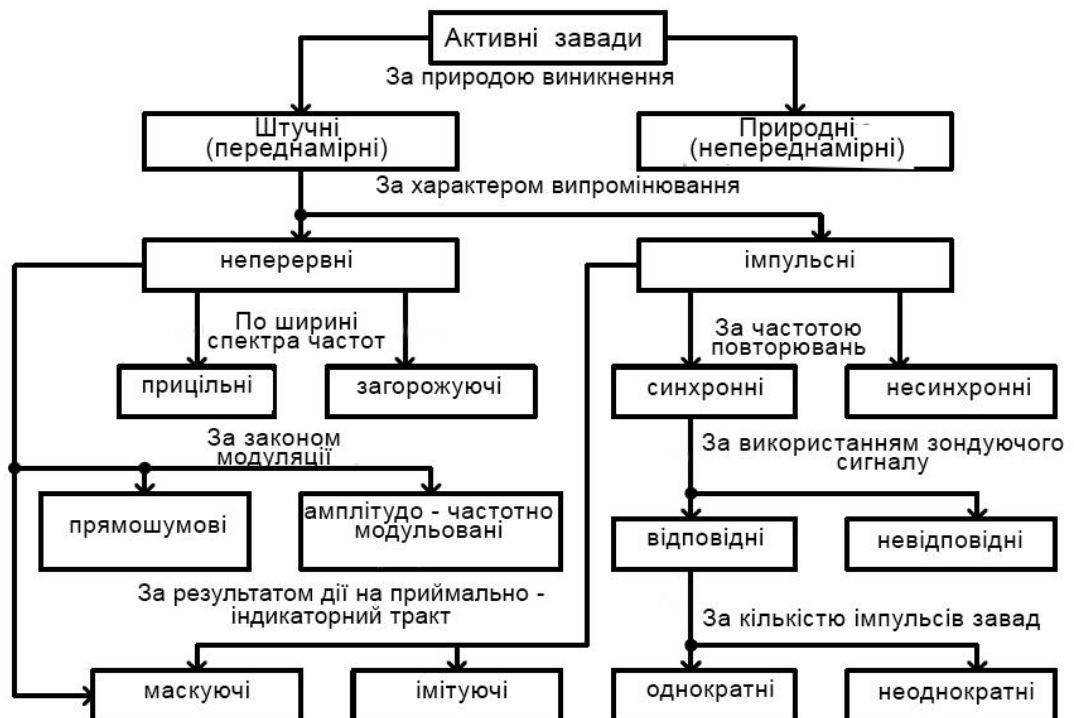 Активні завади
За природою виникнення
Штучні
(переднамірні)
Природні
(непереднамірні)
За характером випромінювання
неперервні
імпульсні
По ширині
спектра частот
За частотою
повторювань
прицільні
загорожуючі
синхронні
несинхронні
За законом
модуляції
За використанням зондуючого
сигналу
прямошумові
амплітудо - частотно
модульовані
відповідні
невідповідні
За результатом дії на приймально -
індикаторний тракт
За кількістю імпульсів завад
маскуючі
імітуючі
однократні
неоднократні